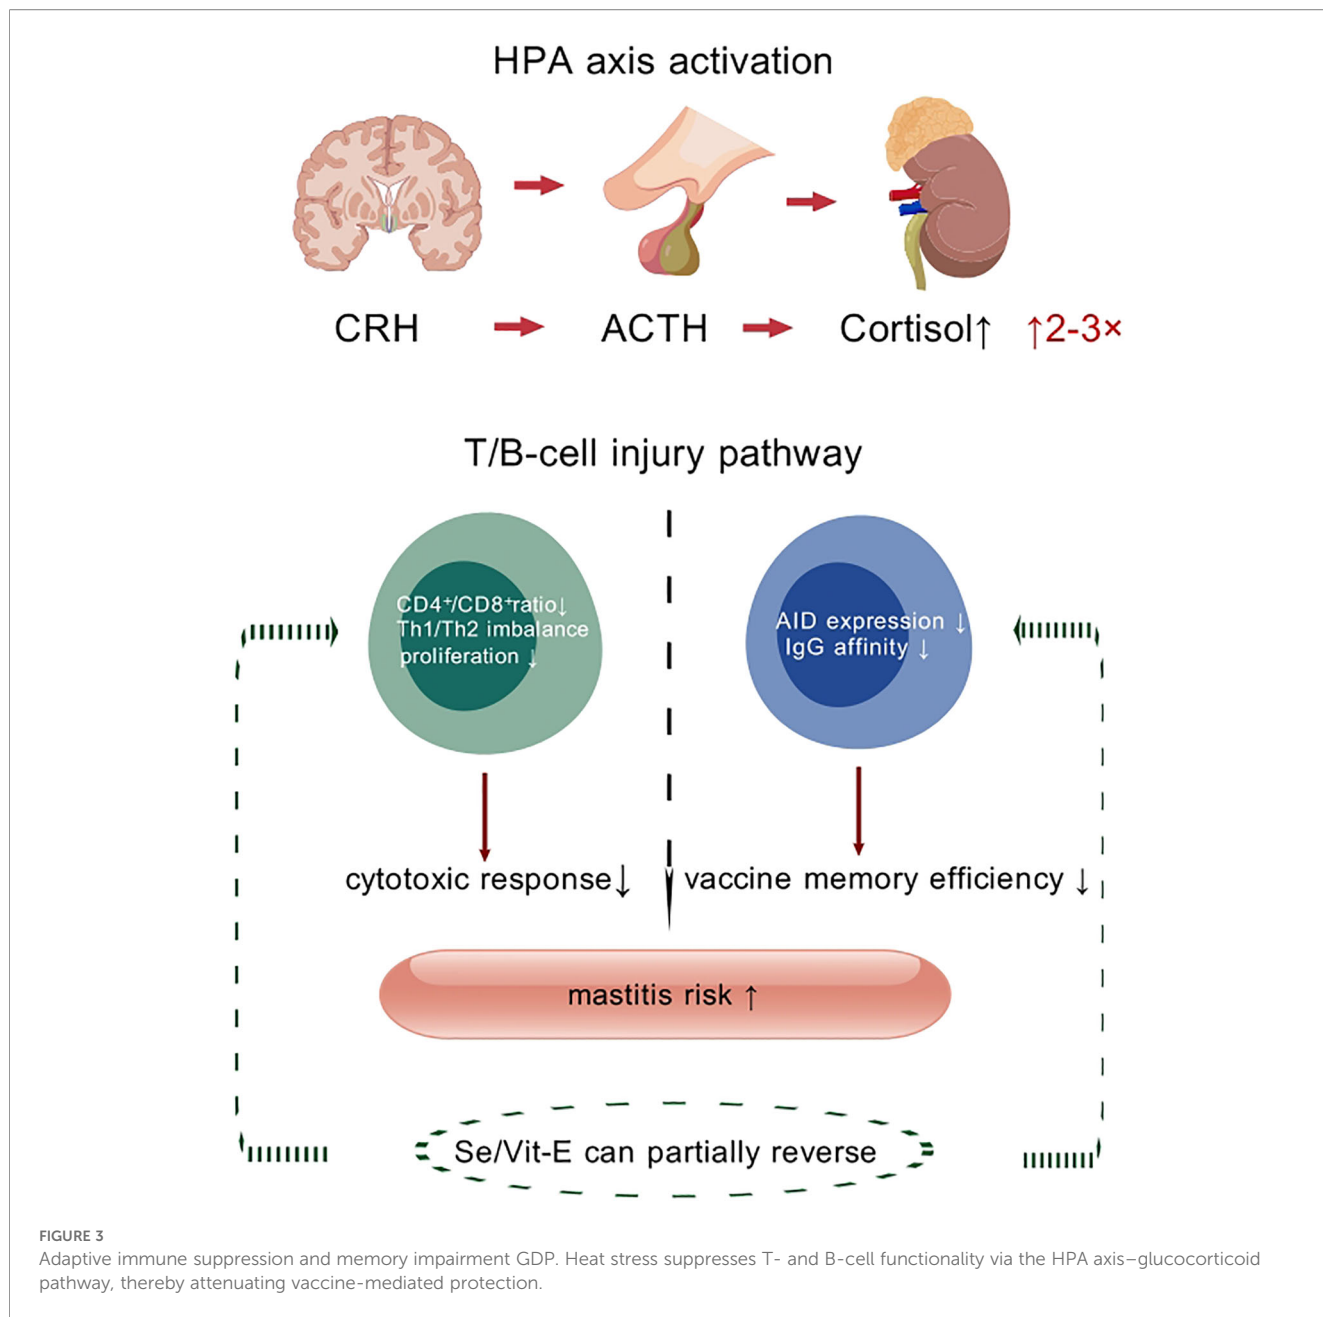 HPA axis activation
CRH → ACTH → Cortisol↑ ↑2-3×
T/B-cell injury pathway
CD4⁺/CD8⁺ratio↓
Th1/Th2 imbalance
proliferation ↓
AID expression ↓
IgG affinity ↓
cytotoxic response↓
vaccine memory efficiency ↓
mastitis risk ↑
Se/Vit-E can partially reverse
FIGURE 3
Adaptive immune suppression and memory impairment GDP. Heat stress suppresses T- and B-cell functionality via the HPA axis–glucocorticoid
pathway, thereby attenuating vaccine-mediated protection.